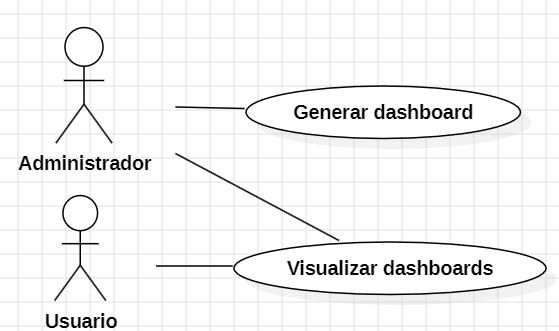 Generar dashboard
Administrador
Visualizar dashboards
Usuario